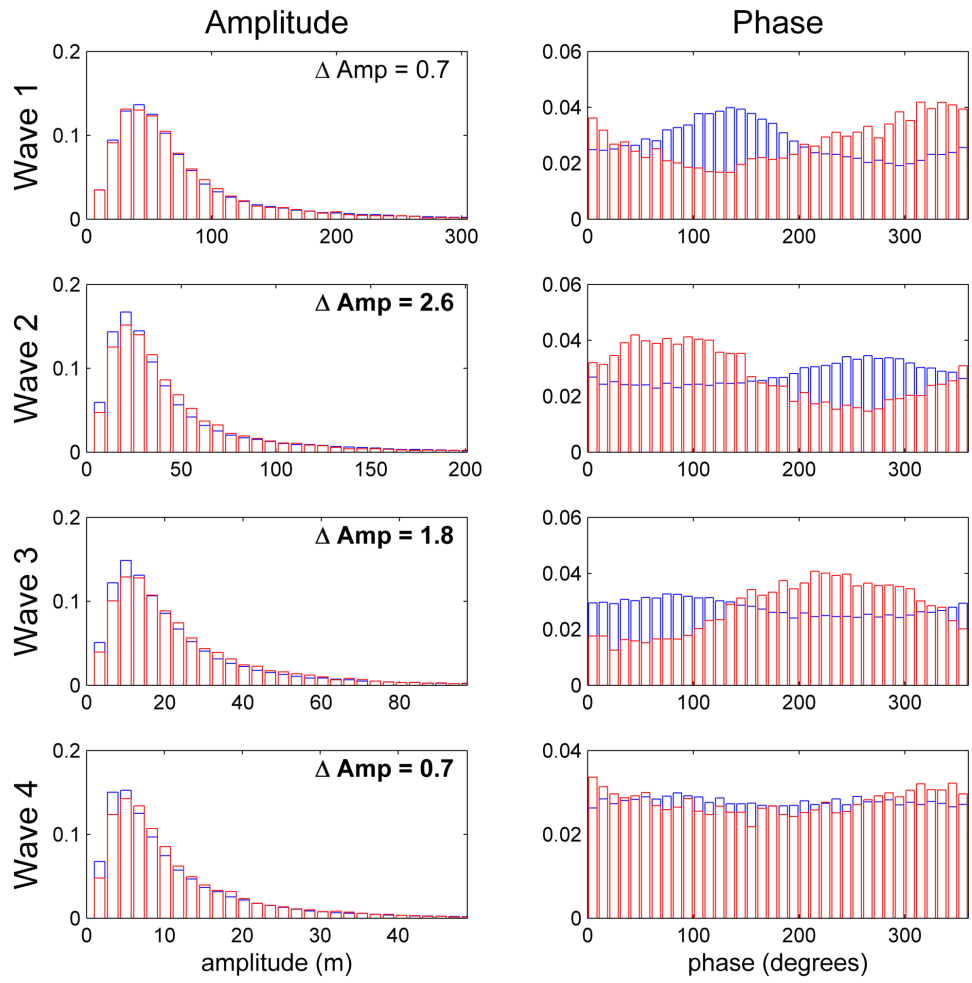 Amplitude
Phase
Wave 1
Δ Amp = 0.7
0.2
0.1
0
0 100 200 300
0.06
0.04
0.02
0
0 100 200 300
Wave 2
Δ Amp = 2.6
0.2
0.1
0
0 50 100 150 200
0.06
0.04
0.02
0
0 100 200 300
Wave 3
Δ Amp = 1.8
0.2
0.1
0
0 20 40 60 80
0.06
0.04
0.02
0
0 100 200 300
Wave 4
Δ Amp = 0.7
0.2
0.1
0
0 10 20 30 40
amplitude (m)
0.04
0.02
0
0 100 200 300
phase (degrees)